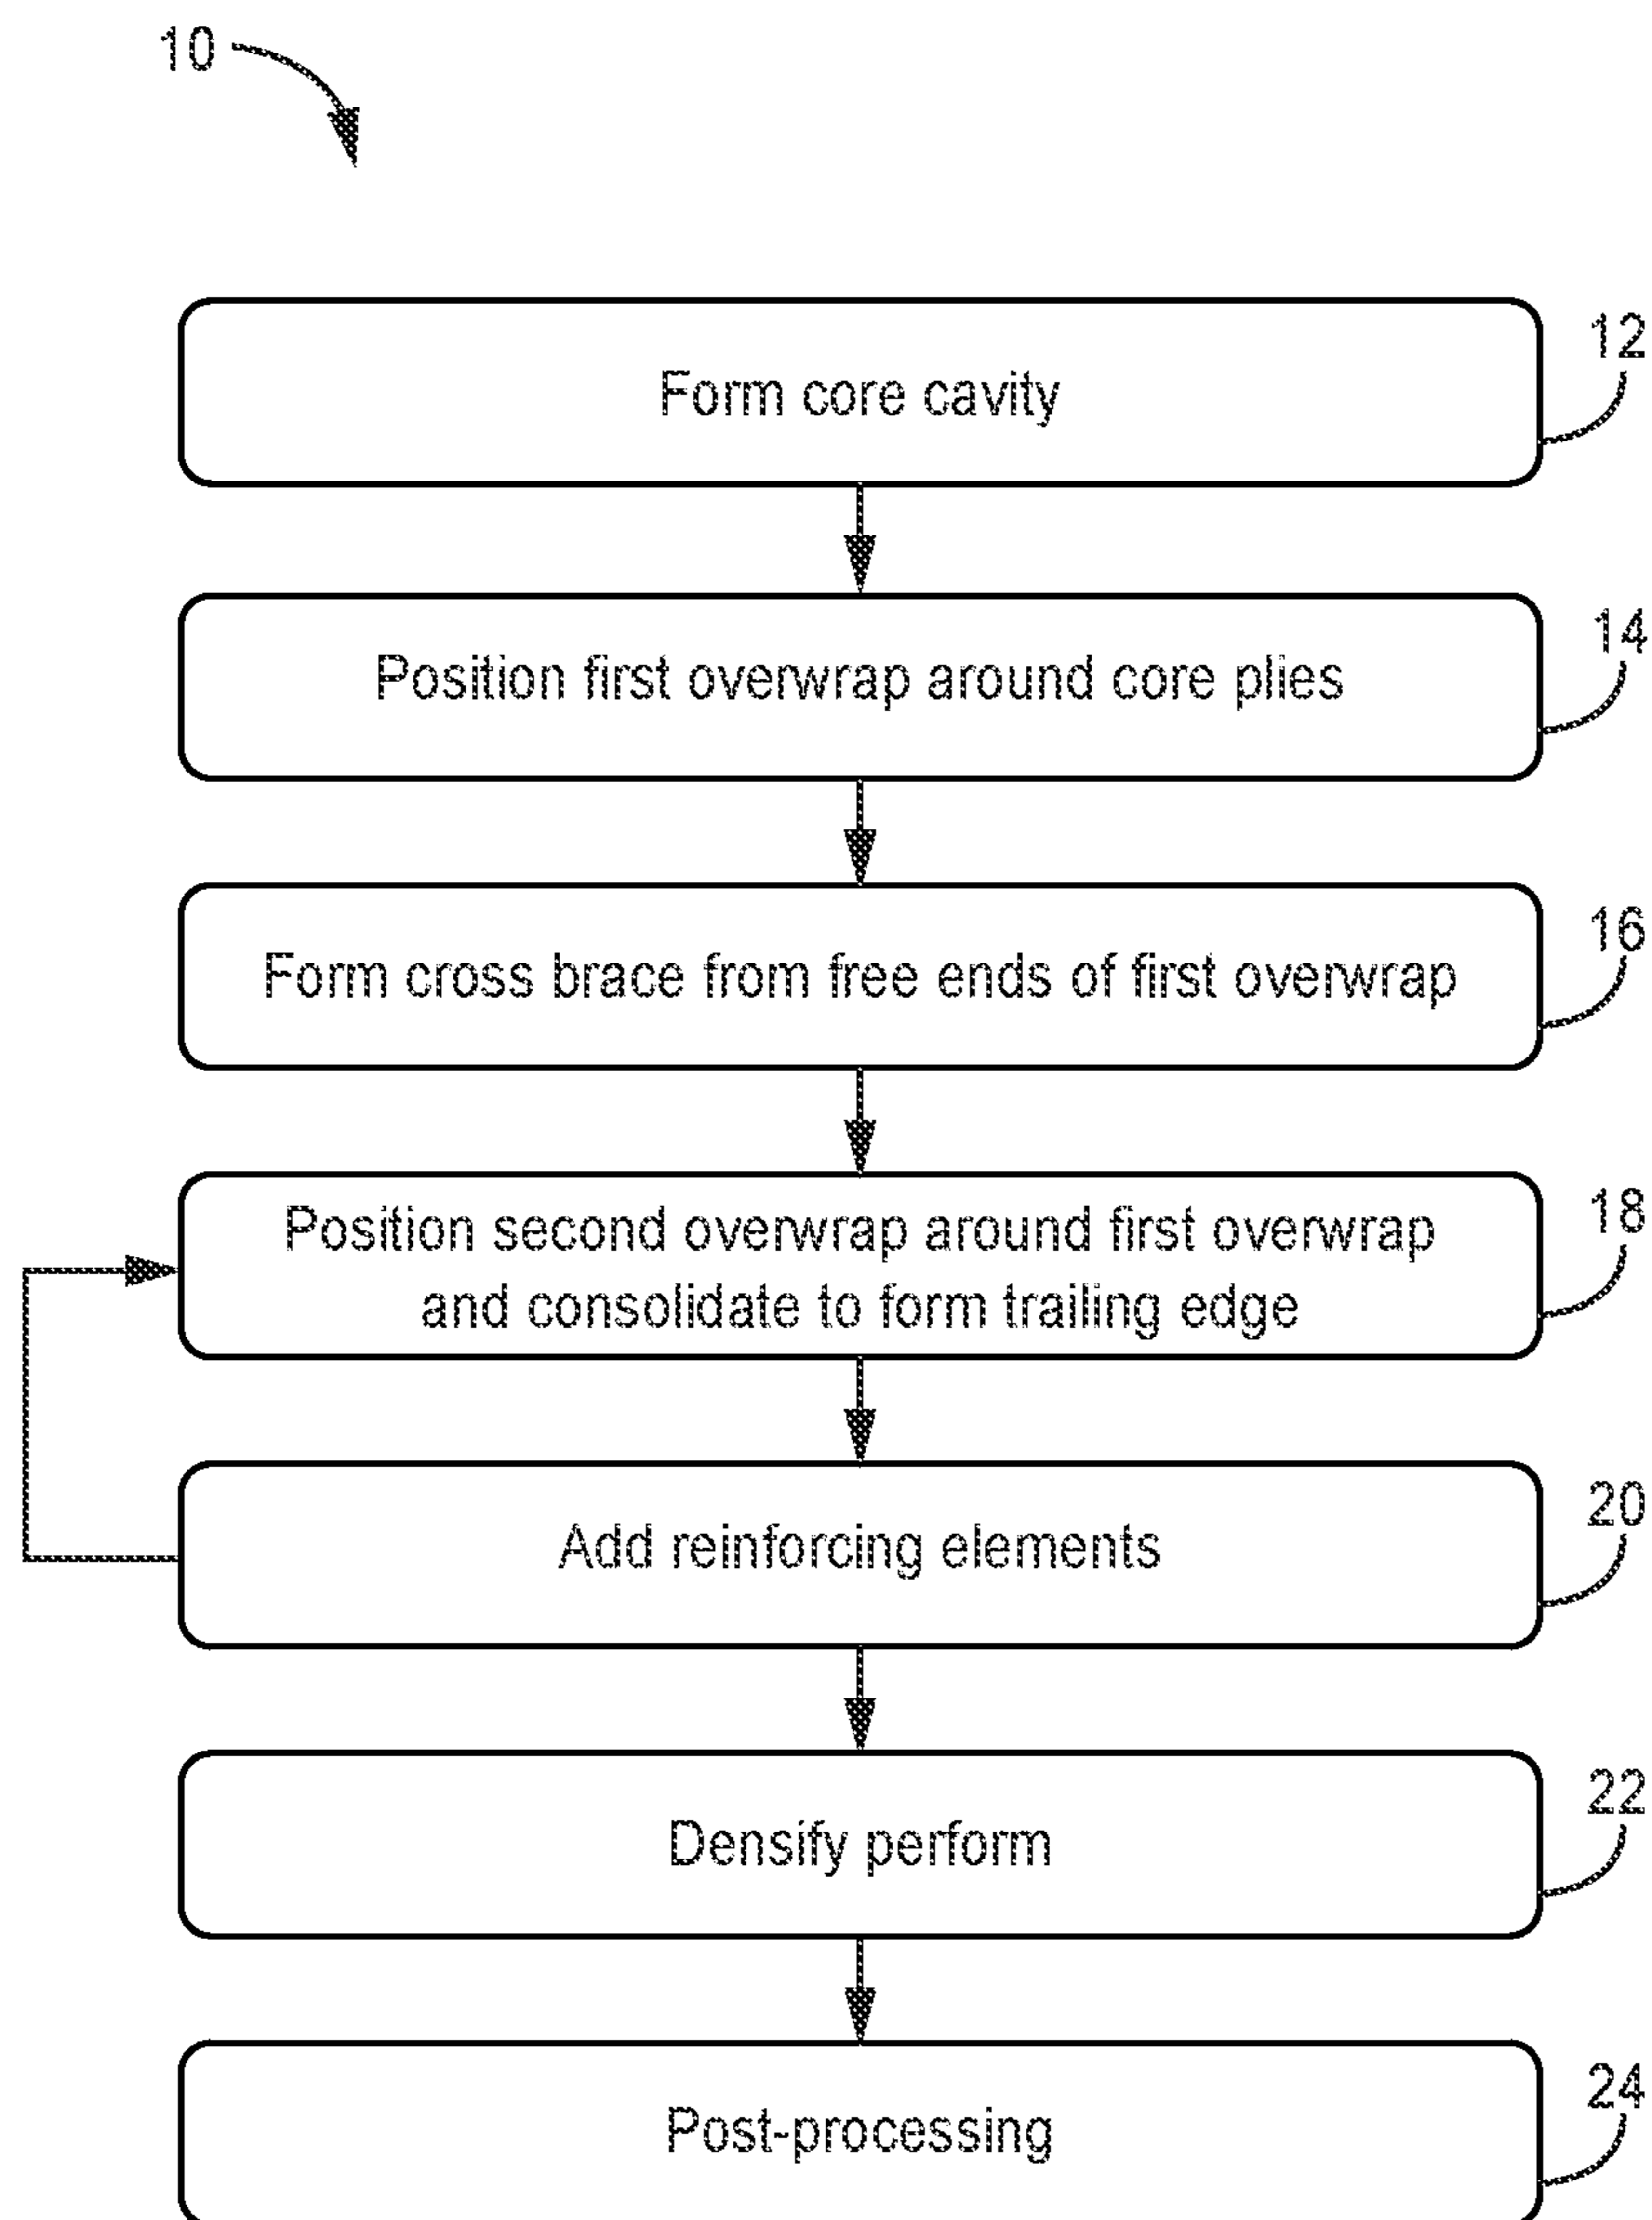 10
Form core cavity
12
Position first overwrap around core plies
14
Form cross brace from free ends of first overwrap
16
Position second overwrap around first overwrap
and consolidate to form trailing edge
18
Add reinforcing elements
20
Densify perform
22
Post-processing
24